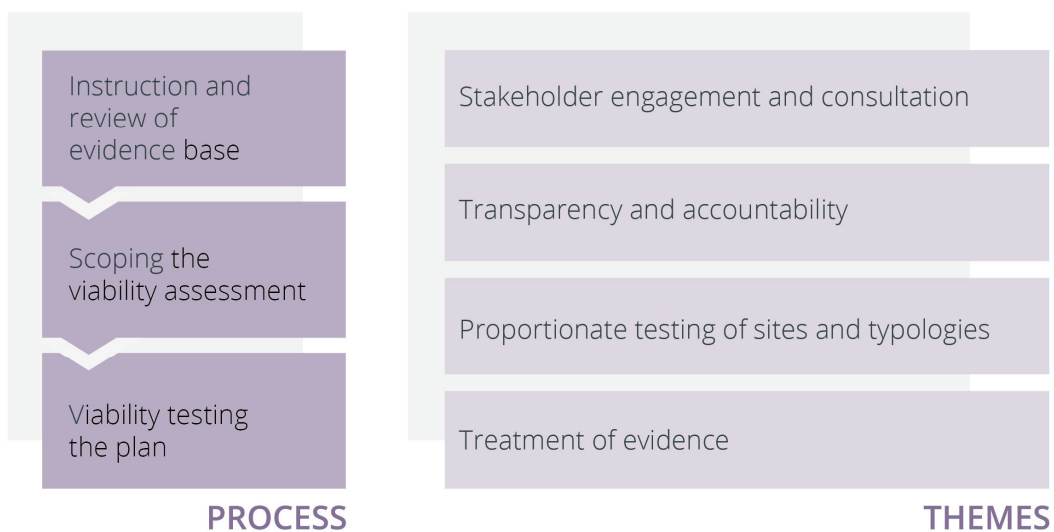 Instruction and
review of
evidence base
Scoping the
viability assessment
Viability testing
the plan
PROCESS
Stakeholder engagement and consultation
Transparency and accountability
Proportionate testing of sites and typologies
Treatment of evidence
THEMES